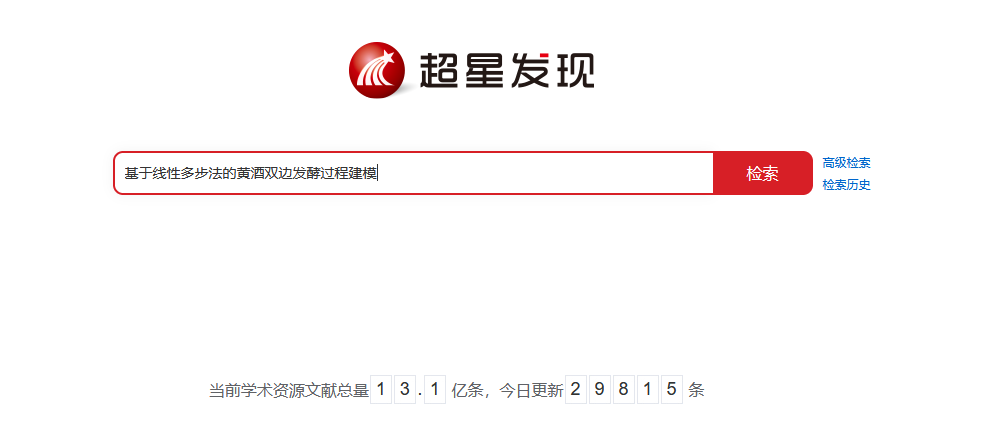 超星发现
基于线性多步法的黄酒双边发酵过程建模
检索
高级检索
检索历史
当前学术资源文献总量13.1亿条，今日更新29815条